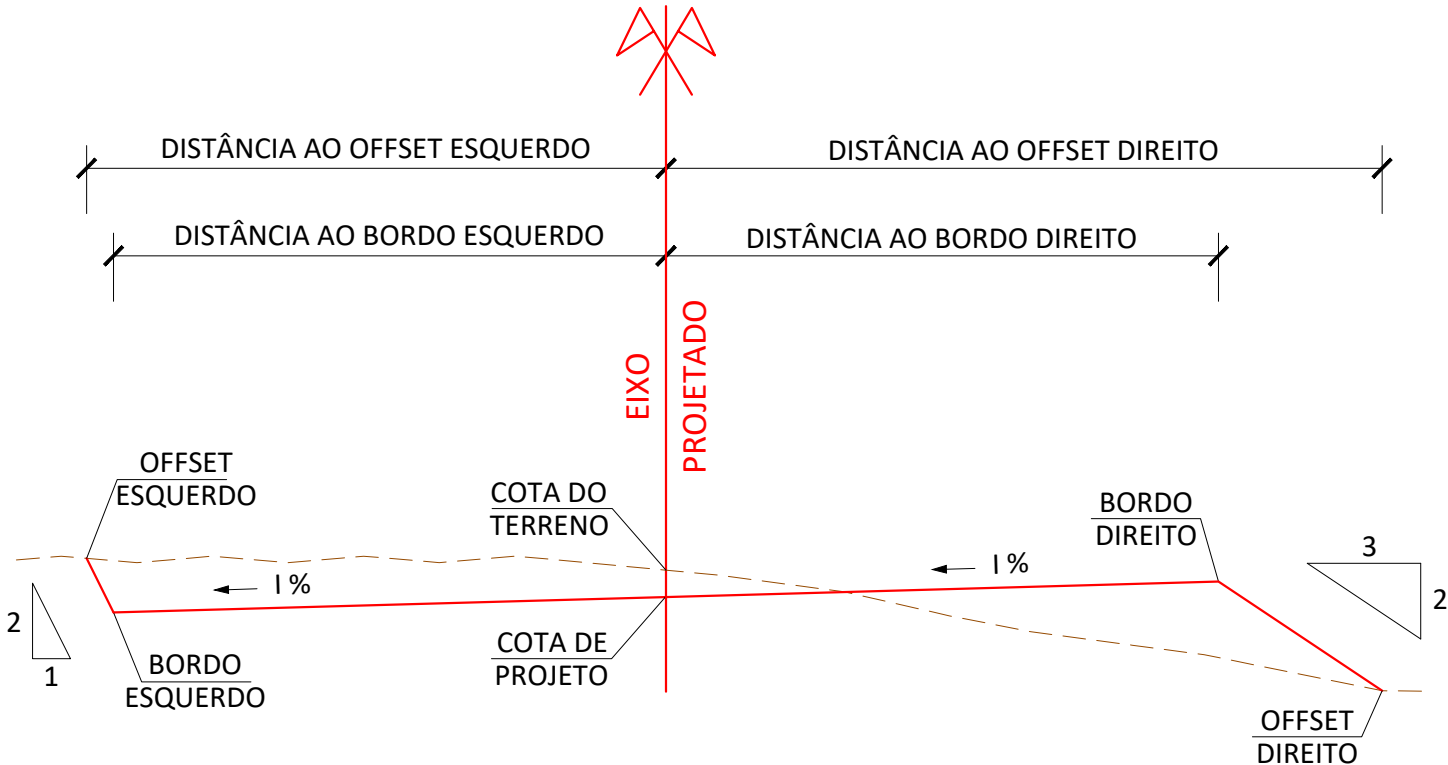 DISTÂNCIA AO OFFSET ESQUERDO
DISTÂNCIA AO OFFSET DIREITO
DISTÂNCIA AO BORDO ESQUERDO
DISTÂNCIA AO BORDO DIREITO
EIXO
PROJETADO
OFFSET
ESQUERDO
COTA DO
TERRENO
BORDO
DIREITO
I %
I %
3
2
2
1
BORDO
ESQUERDO
COTA DE
PROJETO
OFFSET
DIREITO